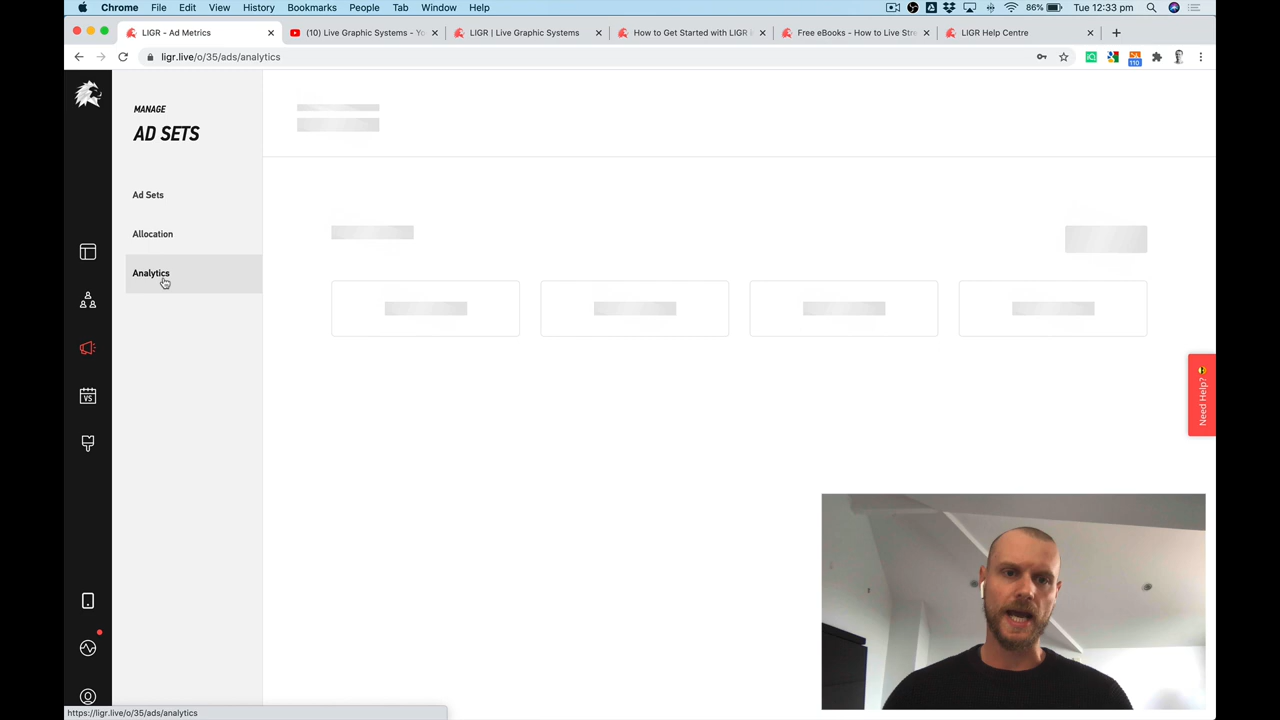 Chrome File Edit View History Bookmarks People Tab Window Help 86% Tue 12:33 pm
LIGR - Ad Metrics (10) Live Graphic Systems - Yo LIGR | Live Graphic Systems How to Get Started with LIGR Free eBooks - How to Live Stre LIGR Help Centre
ligr.live/o/35/ads/analytics
110
MANAGE
AD SETS
Ad Sets
Allocation
Analytics
VS
Need Help?
https://ligr.live/o/35/ads/analytics